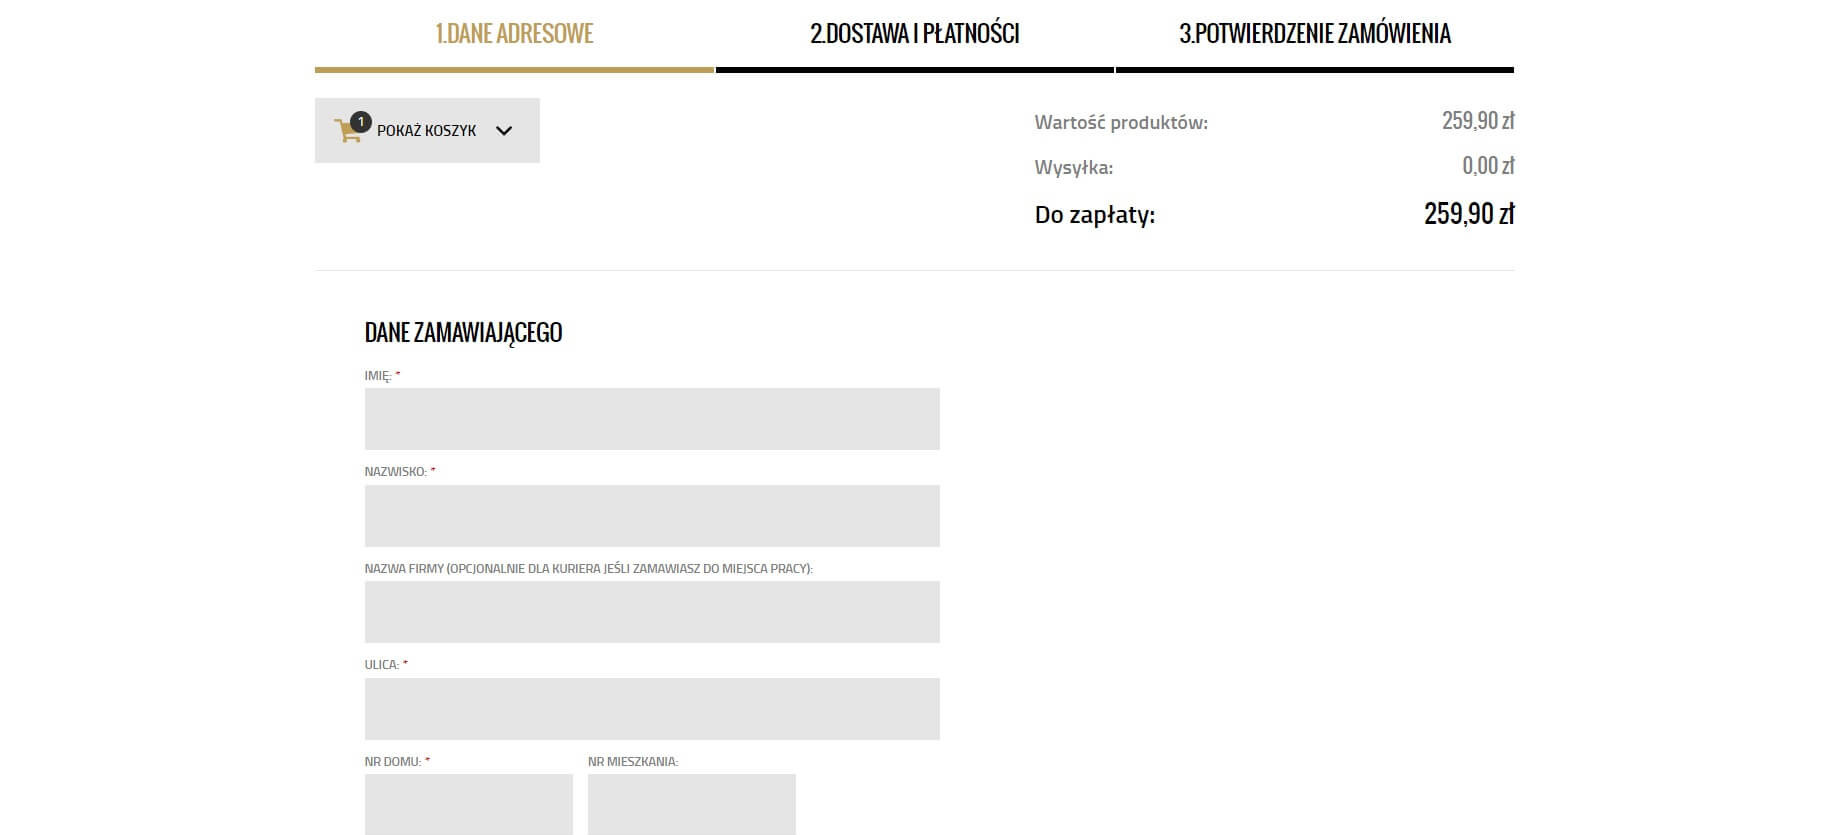 1.DANE ADRESOWE
2.DOSTAWA I PŁATNOŚCI
3.POTWIERDZENIE ZAMÓWIENIA
1
POKAŻ KOSZYK
Wartość produktów: 259,90 zł
Wysyłka: 0,00 zł
Do zapłaty: 259,90 zł
DANE ZAMAWIAJĄCEGO
IMIĘ: *
NAZWISKO: *
NAZWA FIRMY (OPCJONALNIE DLA KURIERA JEŚLI ZAMAWIASZ DO MIEJSCA PRACY):
ULICA: *
NR DOMU: *
NR MIESZKANIA: